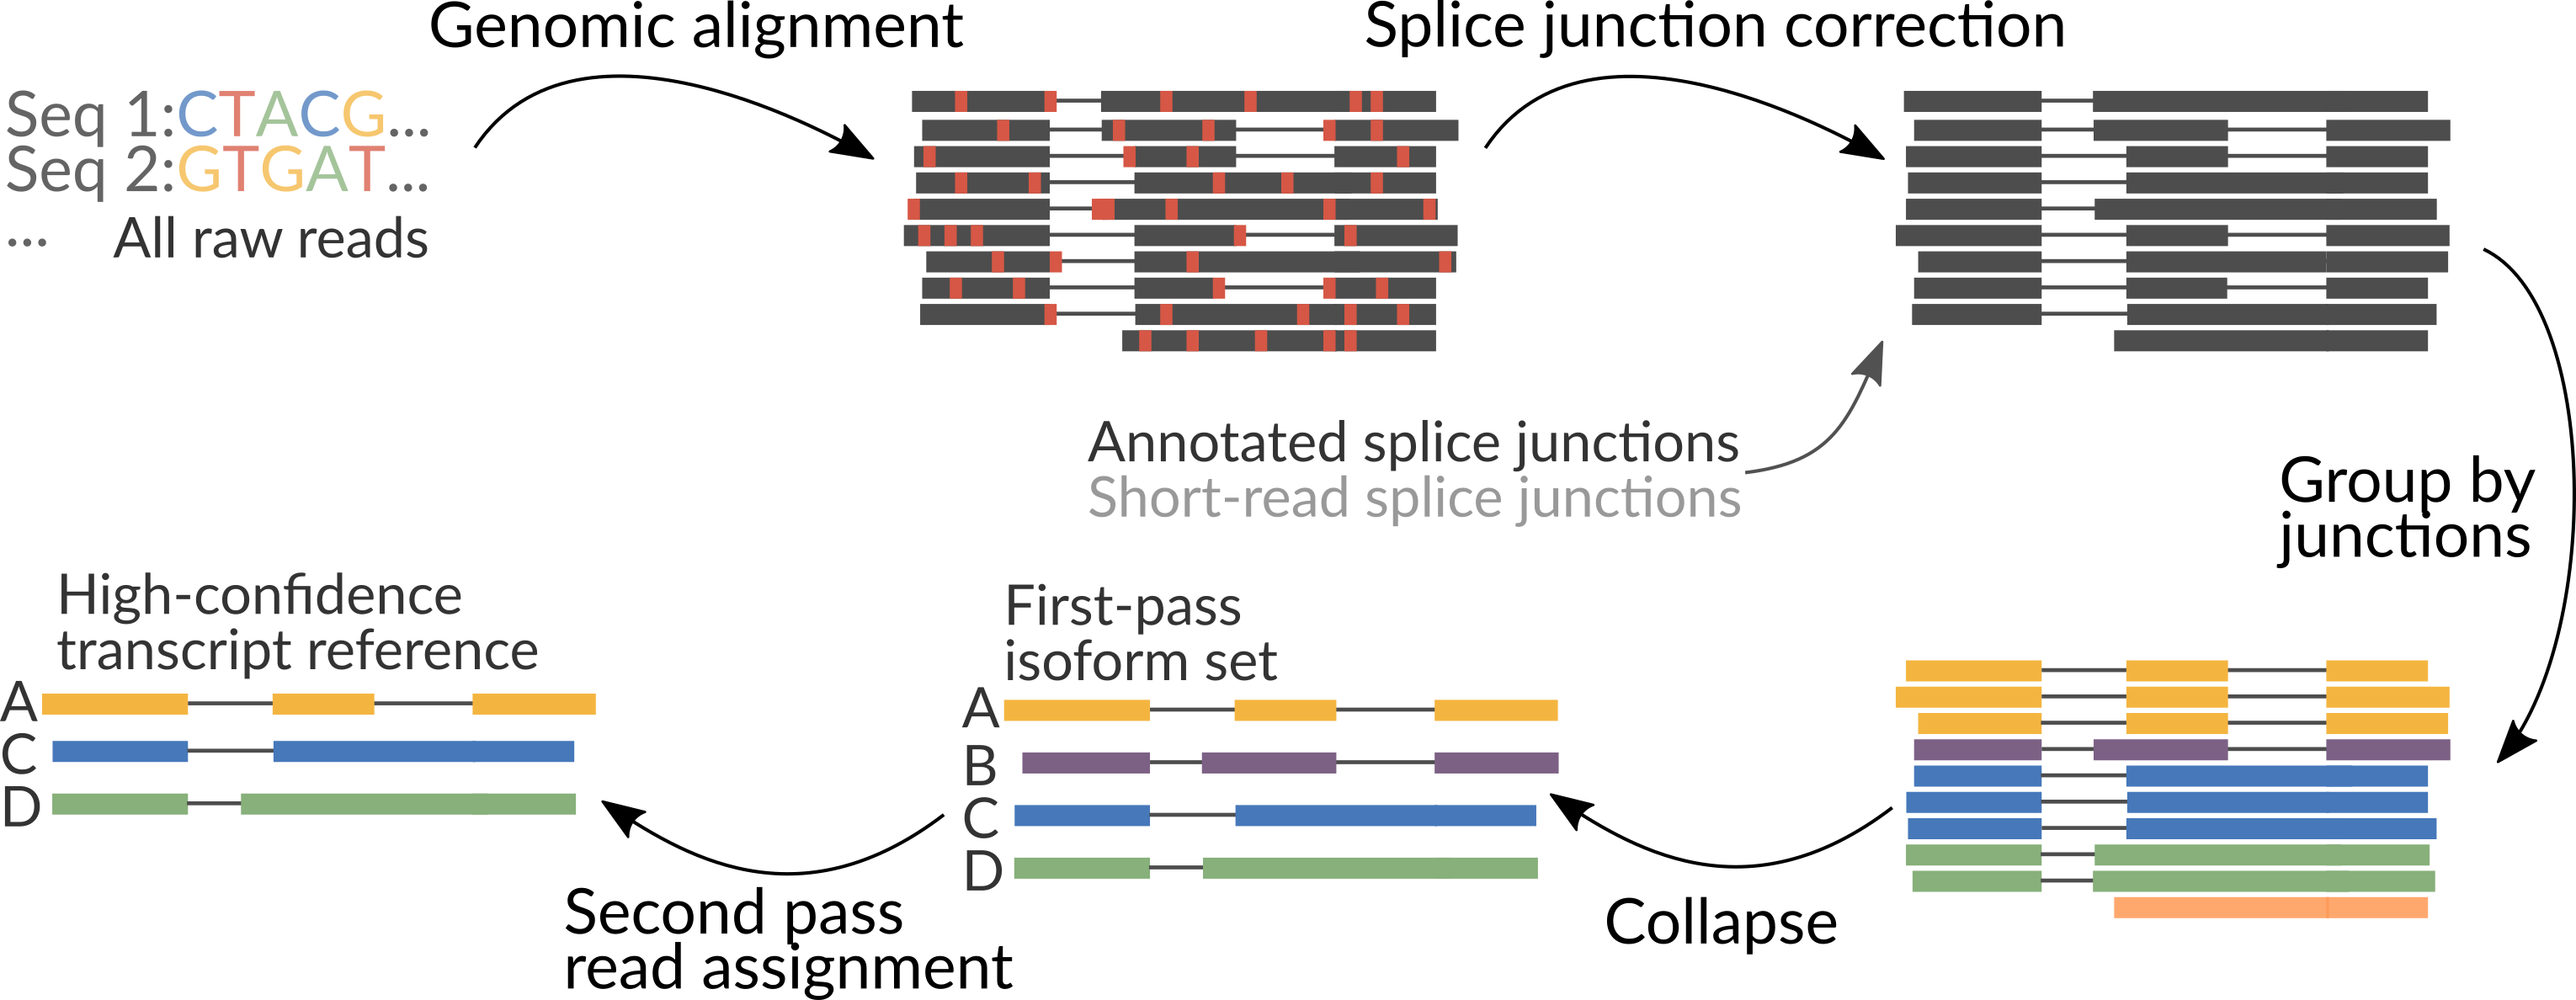 Genomic alignment
Splice junction correction
Seq 1:CTACG...
Seq 2:GTGAT...
... All raw reads
Annotated splice junctions
Short-read splice junctions
Group by
junctions
High-confidence
transcript reference
A
C
D
First-pass
isoform set
A
B
C
D
Second pass
read assignment
Collapse